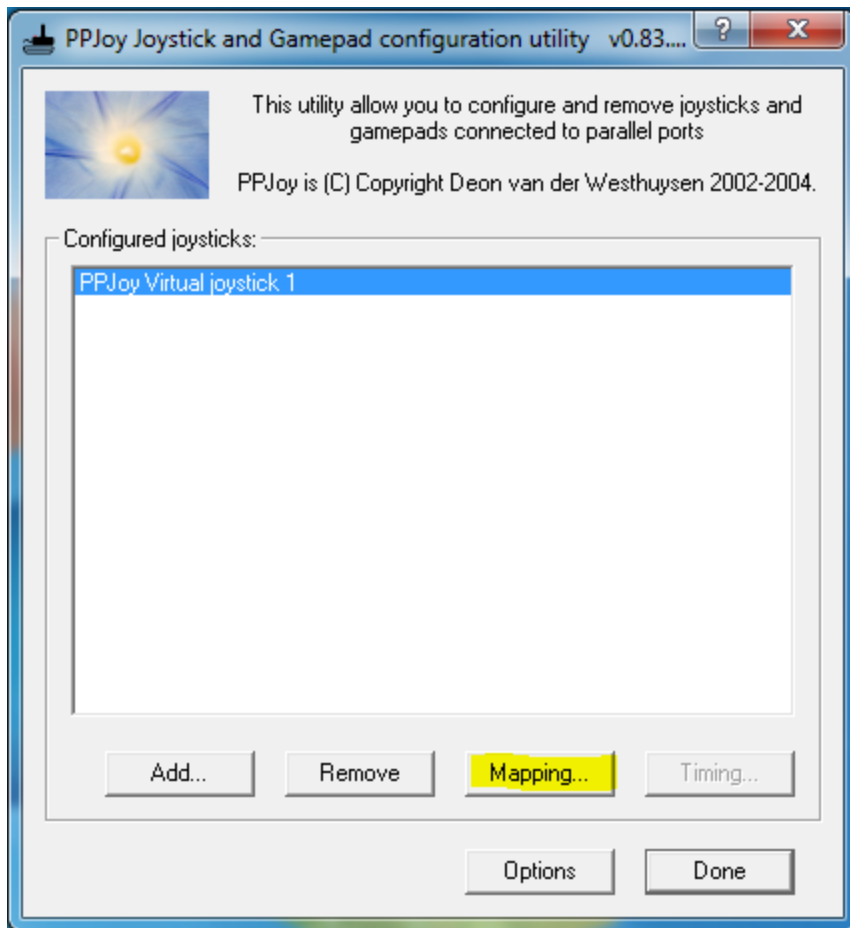 PPJoy Joystick and Gamepad configuration utility v0.83....
This utility allow you to configure and remove joysticks and
gamepads connected to parallel ports
PPJoy is (C) Copyright Deon van der Westhuysen 2002-2004.
Configured joysticks:
PPJoy Virtual joystick 1
Add...
Remove
Mapping...
Timing...
Options
Done